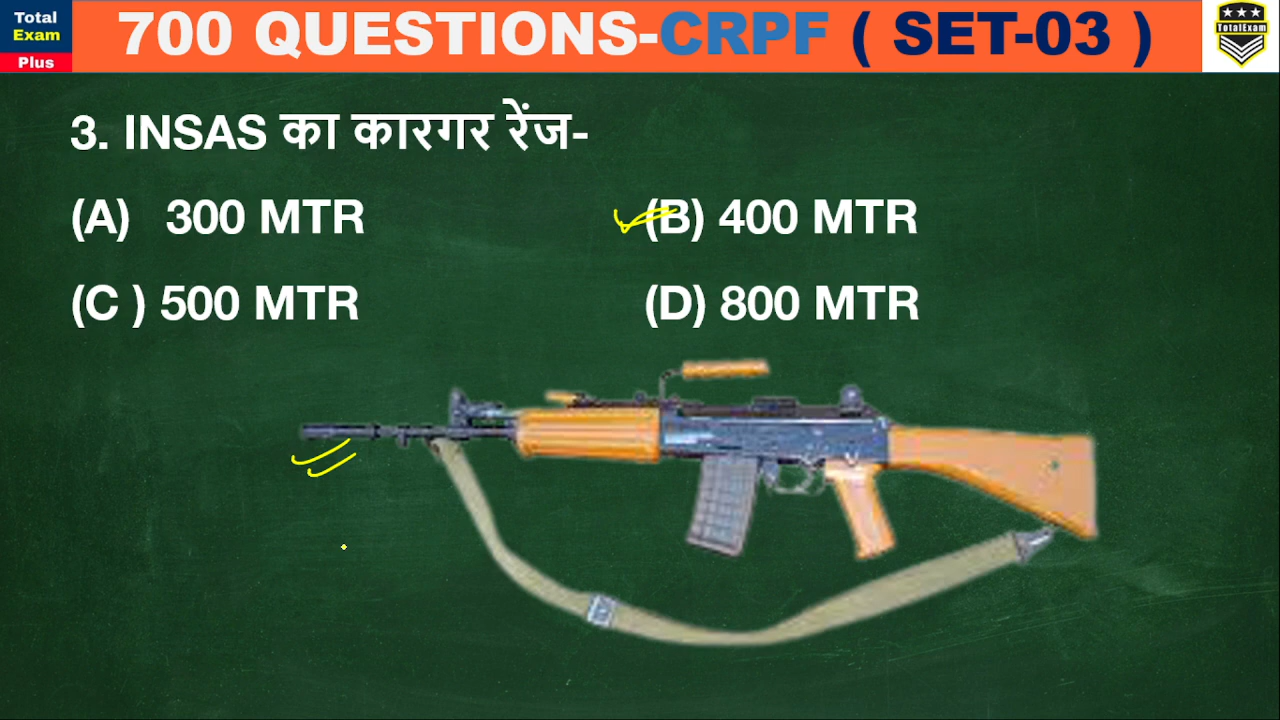 Total
Exam
Plus
700 QUESTIONS-CRPF ( SET-03 )
TotalExam
3. INSAS का कारगर रेंज-
(A) 300 MTR
(B) 400 MTR
(C ) 500 MTR
(D) 800 MTR